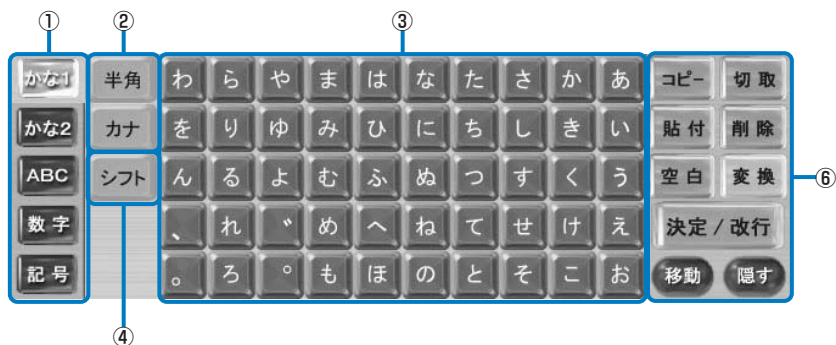 ① ② ③
かな1 半角 わ ら や ま は な た さ か あ コピー 切取
かな2 カナ を り ゆ み ひ に ち し き い 貼付 削除
ABC シフト ん る よ む ふ ぬ つ す く う 空白 変換 ⑥
数字 、 れ ゛ め へ ね て せ け え 決定 / 改行
記号 。 ろ ゜ も ほ の と そ こ お 移動 隠す
④